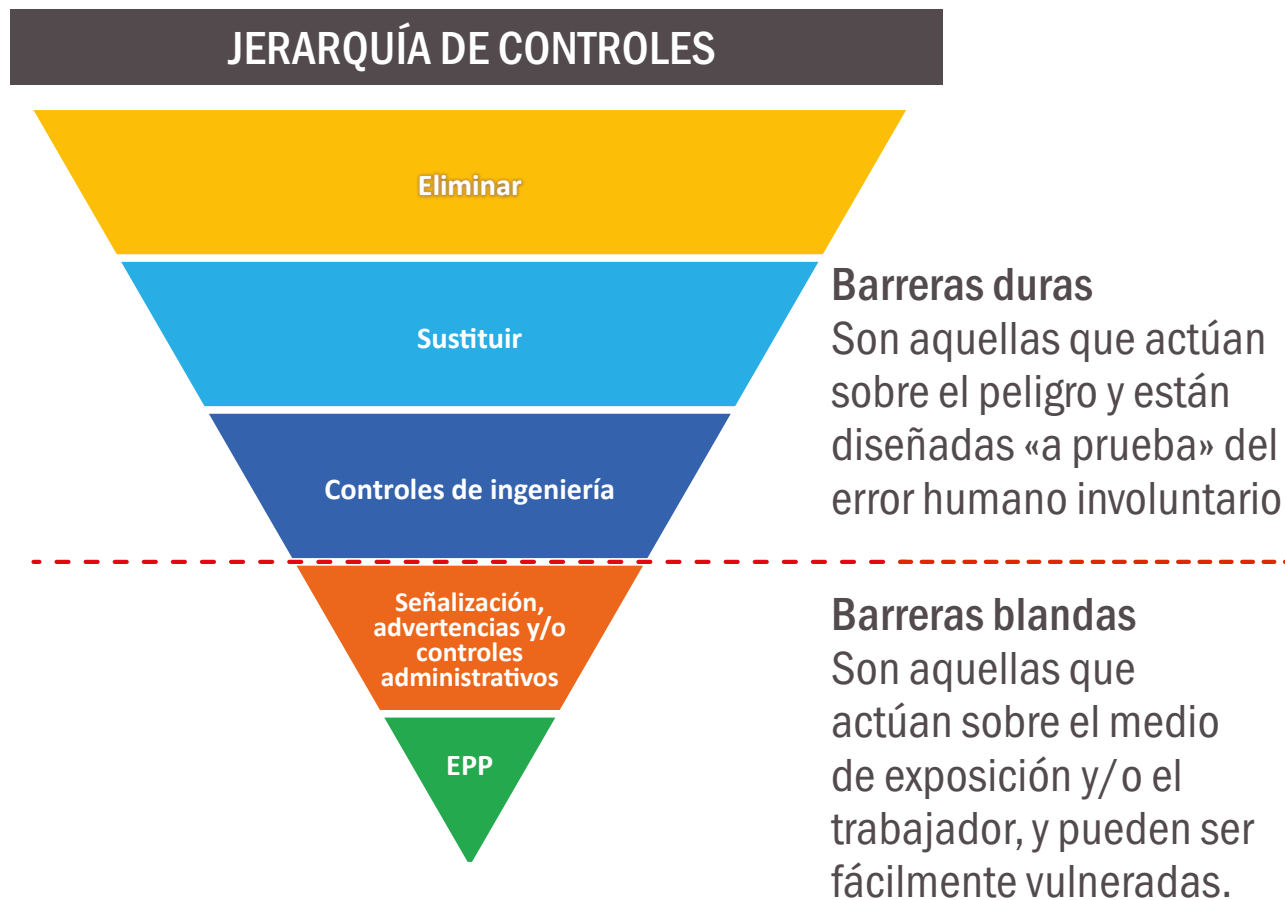 JERARQUÍA DE CONTROLES
Eliminar
Sustituir
Controles de ingeniería
Barreras duras
Son aquellas que actúan
sobre el peligro y están
diseñadas «a prueba» del
error humano involuntario
Señalización,
advertencias y/o
controles
administrativos
EPP
Barreras blandas
Son aquellas que
actúan sobre el medio
de exposición y/o el
trabajador, y pueden ser
fácilmente vulneradas.